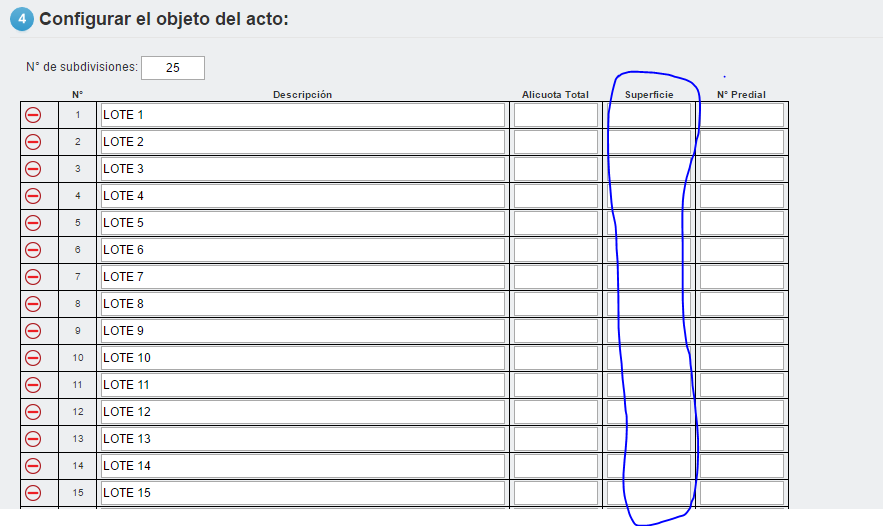 4 Configurar el objeto del acto:
N° de subdivisiones: 25
N° Descripción Alicuota Total Superficie N° Predial
1 LOTE 1
2 LOTE 2
3 LOTE 3
4 LOTE 4
5 LOTE 5
6 LOTE 6
7 LOTE 7
8 LOTE 8
9 LOTE 9
10 LOTE 10
11 LOTE 11
12 LOTE 12
13 LOTE 13
14 LOTE 14
15 LOTE 15